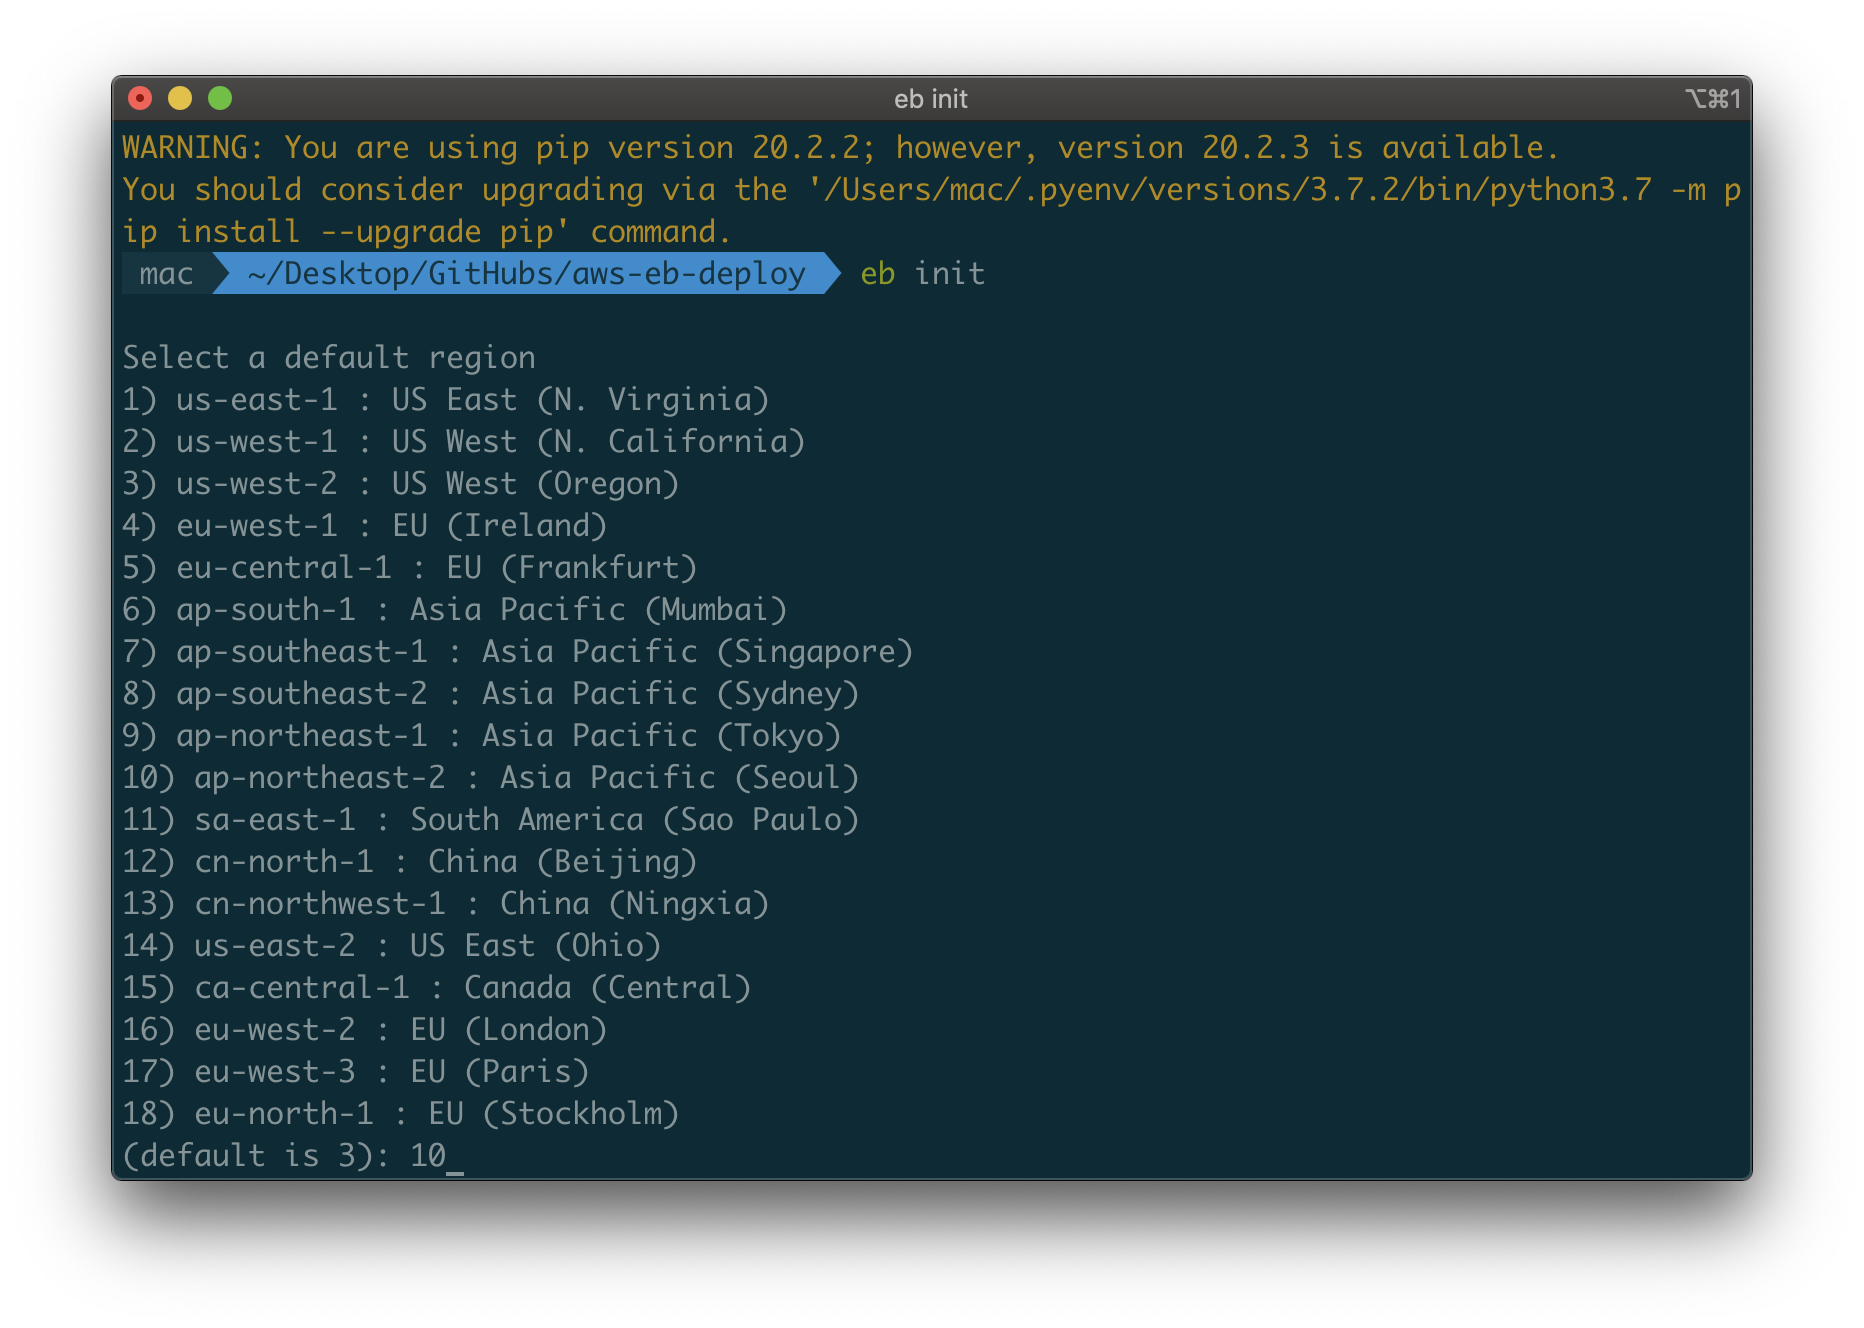 eb init
⌥⌘1
WARNING: You are using pip version 20.2.2; however, version 20.2.3 is available.
You should consider upgrading via the '/Users/mac/.pyenv/versions/3.7.2/bin/python3.7 -m p
ip install --upgrade pip' command.
mac ~/Desktop/GitHubs/aws-eb-deploy eb init
Select a default region
1) us-east-1 : US East (N. Virginia)
2) us-west-1 : US West (N. California)
3) us-west-2 : US West (Oregon)
4) eu-west-1 : EU (Ireland)
5) eu-central-1 : EU (Frankfurt)
6) ap-south-1 : Asia Pacific (Mumbai)
7) ap-southeast-1 : Asia Pacific (Singapore)
8) ap-southeast-2 : Asia Pacific (Sydney)
9) ap-northeast-1 : Asia Pacific (Tokyo)
10) ap-northeast-2 : Asia Pacific (Seoul)
11) sa-east-1 : South America (Sao Paulo)
12) cn-north-1 : China (Beijing)
13) cn-northwest-1 : China (Ningxia)
14) us-east-2 : US East (Ohio)
15) ca-central-1 : Canada (Central)
16) eu-west-2 : EU (London)
17) eu-west-3 : EU (Paris)
18) eu-north-1 : EU (Stockholm)
(default is 3): 10